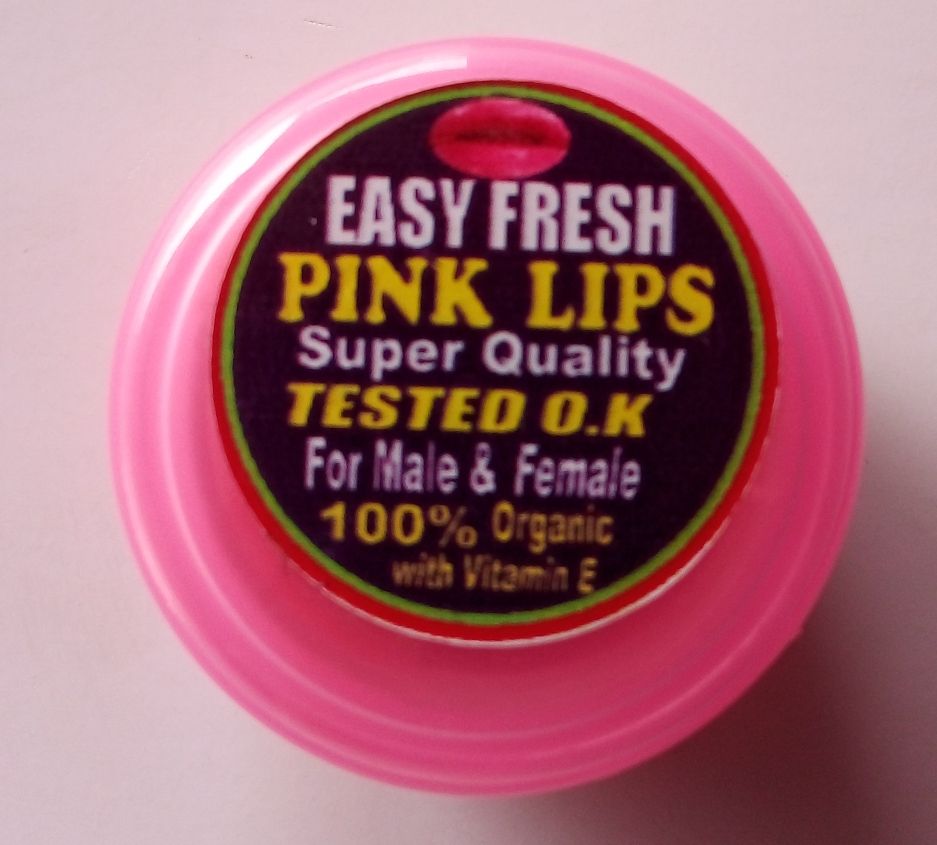 EASY FRESH
PINK LIPS
Super Quality
TESTED O.K
For Male & Female
100% Organic
with Vitamin E